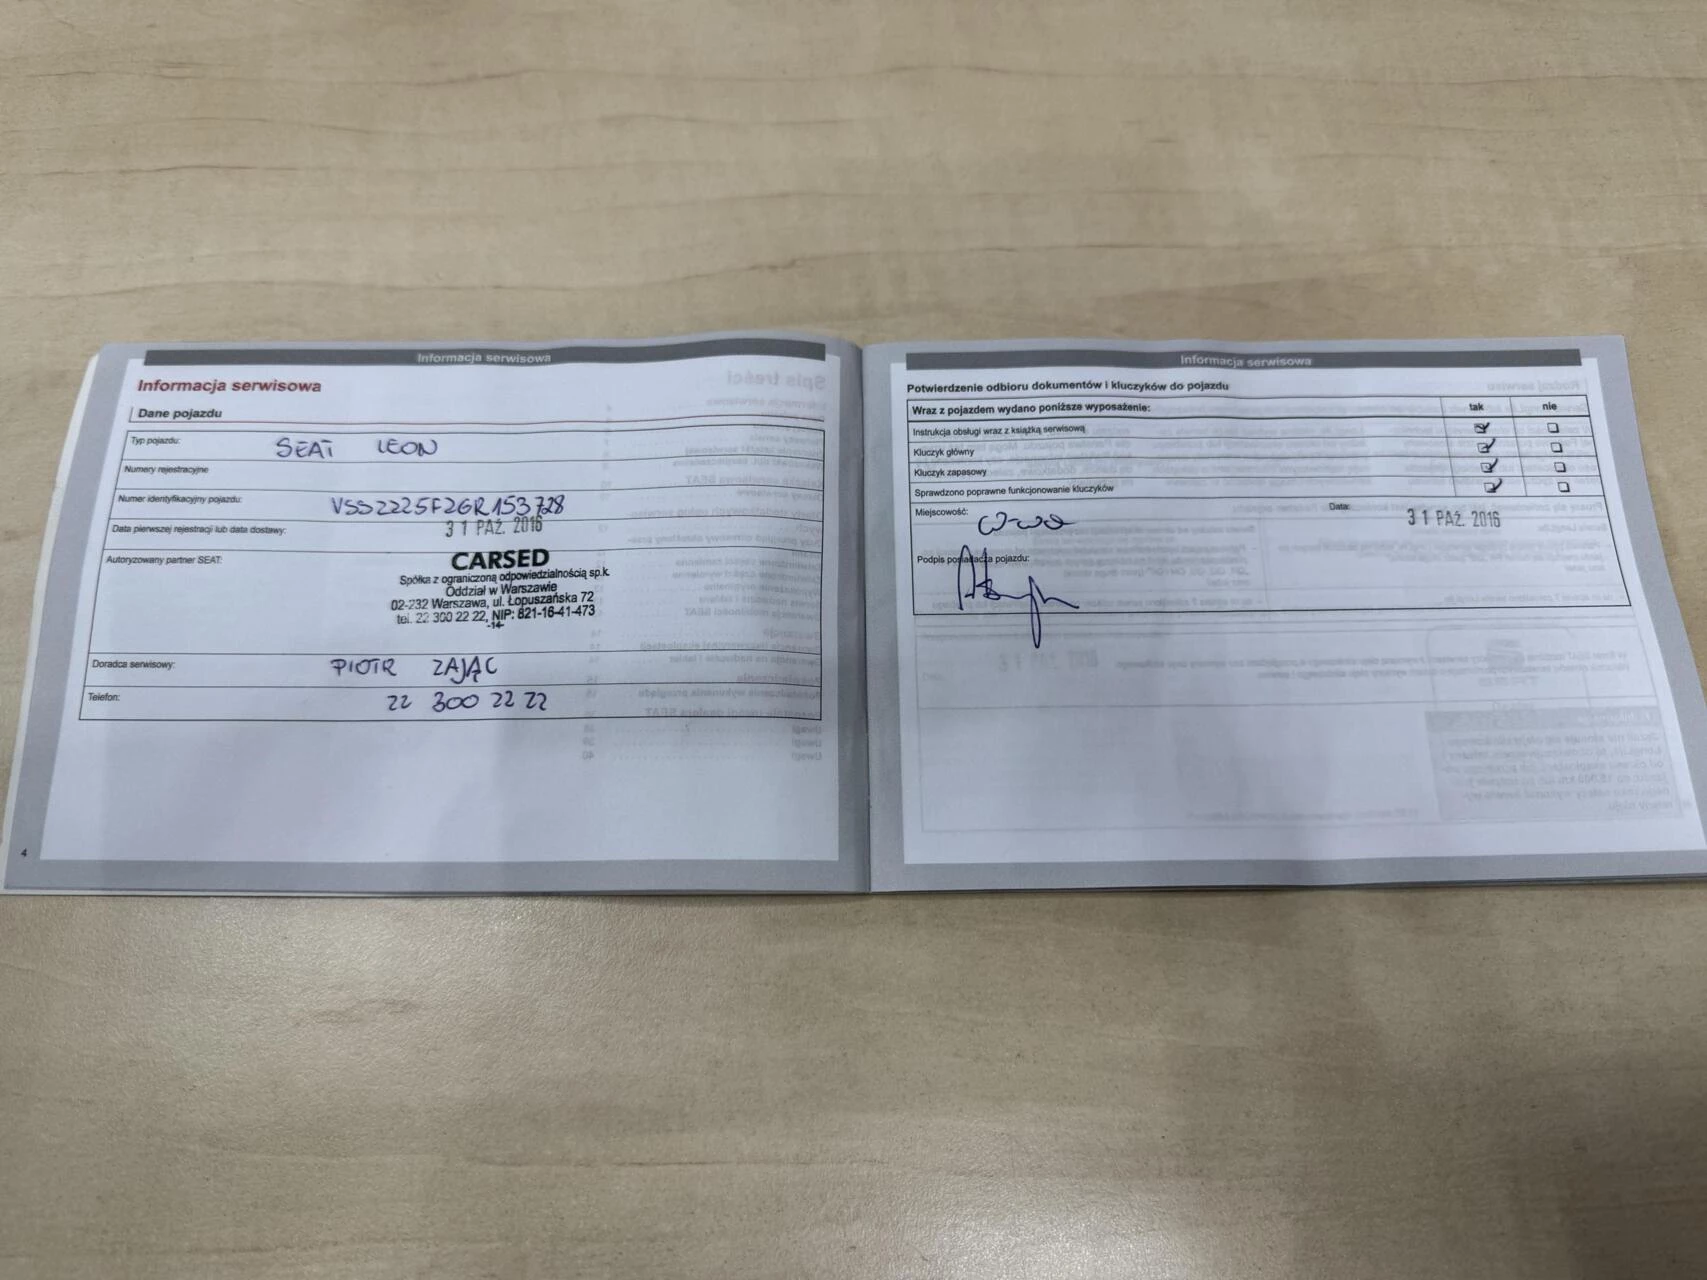 Informacja serwisowa
Informacja serwisowa
Dane pojazdu
Typ pojazdu: SEAT LEON
Numery rejestracyjne
Numer identyfikacyjny pojazdu: VSSZZZ5FZGR153728
Data pierwszej rejestracji lub data dostawy: 31 PAŹ. 2016
Autoryzowany partner SEAT:
CARSED
Spółka z ograniczoną odpowiedzialnością sp.k.
Oddział w Warszawie
02-232 Warszawa, ul. Łopuszańska 72
tel. 22 300 22 22, NIP: 821-16-41-473
-14-
Doradca serwisowy: PIOTR ZAJĄC
Telefon: 22 300 22 22
4
Informacja serwisowa
Potwierdzenie odbioru dokumentów i kluczyków do pojazdu
Wraz z pojazdem wydano poniższe wyposażenie: tak nie
Instrukcja obsługi wraz z książką serwisową
Kluczyk główny
Kluczyk zapasowy
Sprawdzono poprawne funkcjonowanie kluczyków
Miejscowość: W-wa Data: 31 PAŹ. 2016
Podpis posiadacza pojazdu: